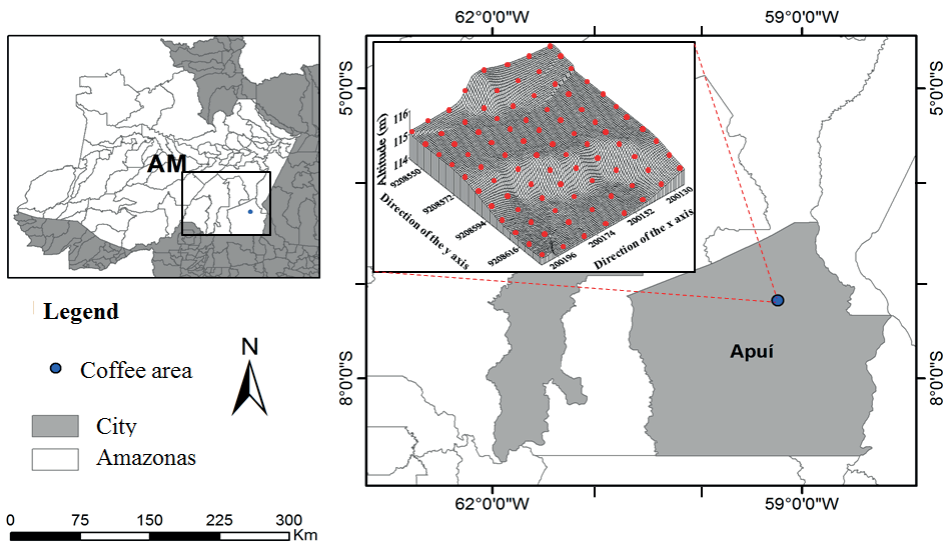 AM
Legend
Coffee area
City
Amazonas
N
0 75 150 225 300
Km
62°0'0"W 59°0'0"W
5°0'0"S 5°0'0"S
Altitude (m)
116
115
114
9208550
9208572
9208594
9208616
Direction of the y axis
200196
200174
200152
200130
Direction of the x axis
Apuí
8°0'0"S 8°0'0"S
62°0'0"W 59°0'0"W